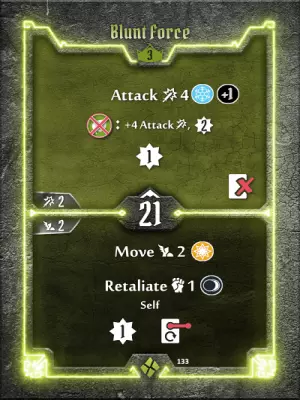 Blunt Force
3
Attack 4 +1
: +4 Attack , 2
1
2
21
2
Move 2
Retaliate 1
Self
1
133